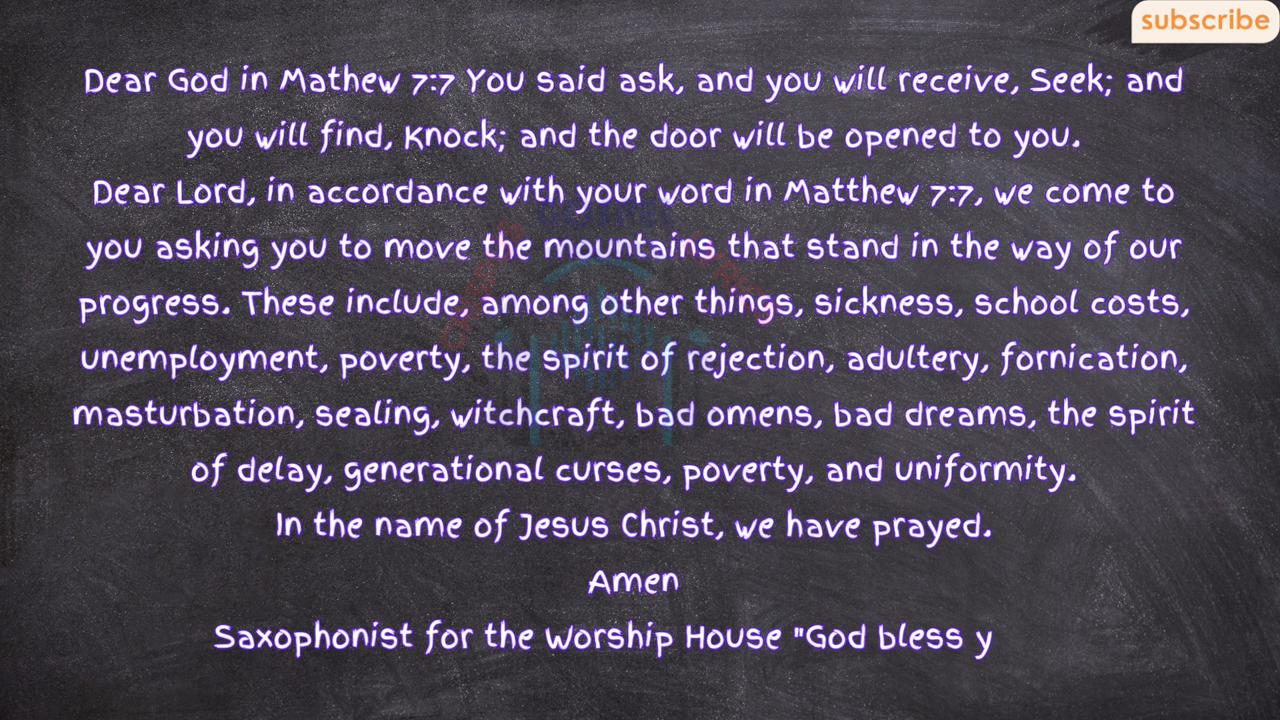 subscribe
Dear God in Mathew 7:7 You said ask, and you will receive, Seek; and
you will find, Knock; and the door will be opened to you.
Dear Lord, in accordance with your word in Matthew 7:7, we come to
you asking you to move the mountains that stand in the way of our
progress. These include, among other things, sickness, school costs,
unemployment, poverty, the spirit of rejection, adultery, fornication,
masturbation, sealing, witchcraft, bad omens, bad dreams, the spirit
of delay, generational curses, poverty, and uniformity.
In the name of Jesus Christ, we have prayed.
Amen
Saxophonist for the Worship House "God bless y